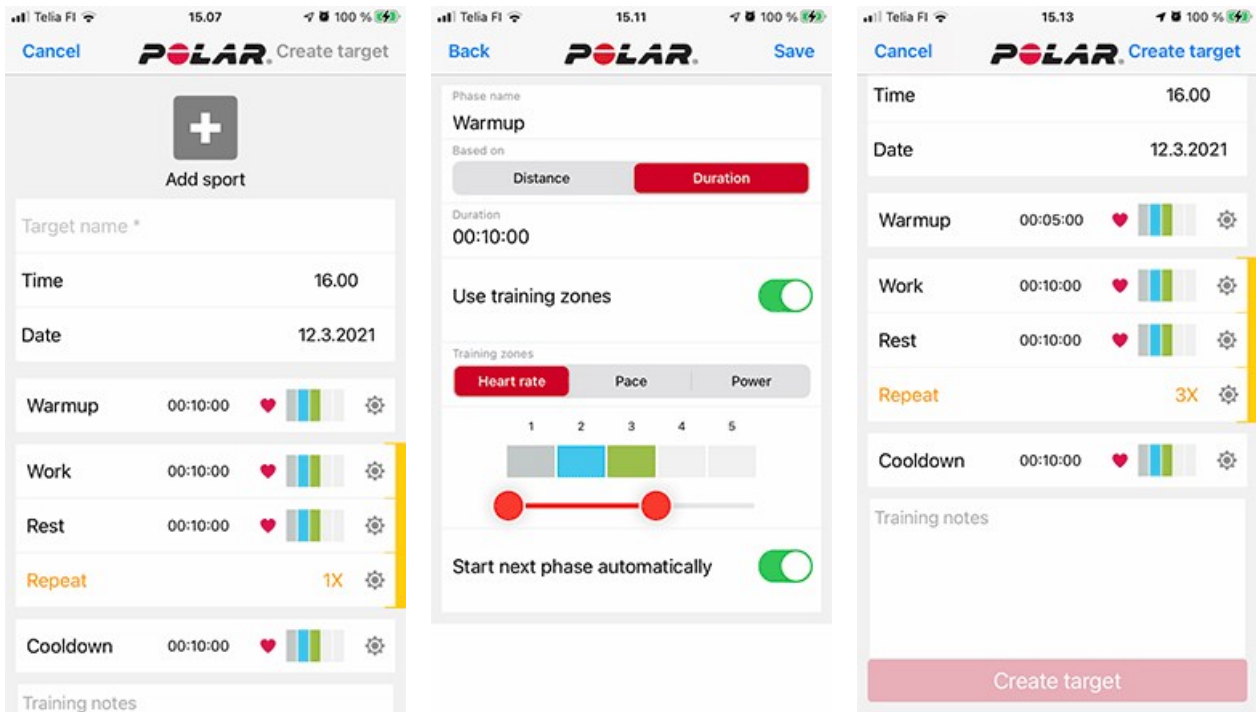 Telia FI 15.07 100 %
Cancel POLAR. Create target
Add sport
Target name *
Time 16.00
Date 12.3.2021
Warmup 00:10:00
Work 00:10:00
Rest 00:10:00
Repeat 1X
Cooldown 00:10:00
Training notes
Telia FI 15.11 100 %
Back POLAR. Save
Phase name
Warmup
Based on
Distance Duration
Duration
00:10:00
Use training zones
Training zones
Heart rate Pace Power
1 2 3 4 5
Start next phase automatically
Telia FI 15.13 100 %
Cancel POLAR. Create target
Time 16.00
Date 12.3.2021
Warmup 00:05:00
Work 00:10:00
Rest 00:10:00
Repeat 3X
Cooldown 00:10:00
Training notes
Create target